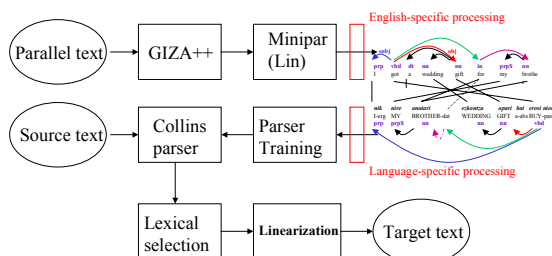 English-specific processing
Parallel text
GIZA++
Minipar
(Lin)
subj
obj
prp vbd dt nn nn in prp$ nn
I got a wedding gift for my brothe
nik nire anaiari ezkontza opari bat erosi nion
I-erg MY BROTHER-dat WEDDING GIFT a-abs BUY-pas
prp prp$ nn nn nn vbd
Source text
Collins
parser
Parser
Training
Language-specific processing
Lexical
selection
Linearization
Target text